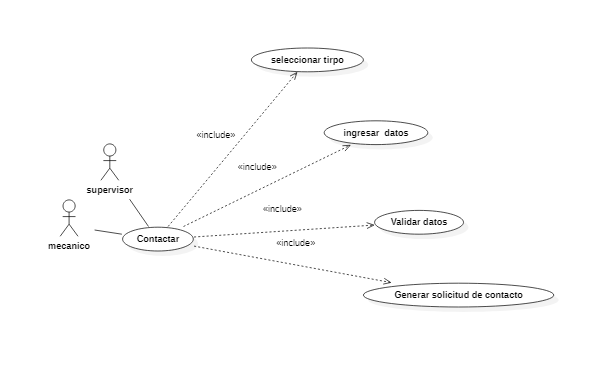 seleccionar tirpo
«include»
ingresar datos
«include»
supervisor
«include»
Validar datos
mecanico
Contactar
«include»
Generar solicitud de contacto